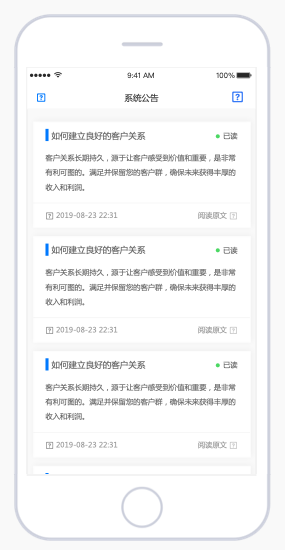 9:41 AM 100%
系统公告
如何建立良好的客户关系 已读
客户关系长期持久，源于让客户感受到价值和重要，是非常
有利可图的。满足并保留您的客户群，确保未来获得丰厚的
收入和利润。
2019-08-23 22:31 阅读原文
如何建立良好的客户关系 已读
客户关系长期持久，源于让客户感受到价值和重要，是非常
有利可图的。满足并保留您的客户群，确保未来获得丰厚的
收入和利润。
2019-08-23 22:31 阅读原文
如何建立良好的客户关系 已读
客户关系长期持久，源于让客户感受到价值和重要，是非常
有利可图的。满足并保留您的客户群，确保未来获得丰厚的
收入和利润。
2019-08-23 22:31 阅读原文